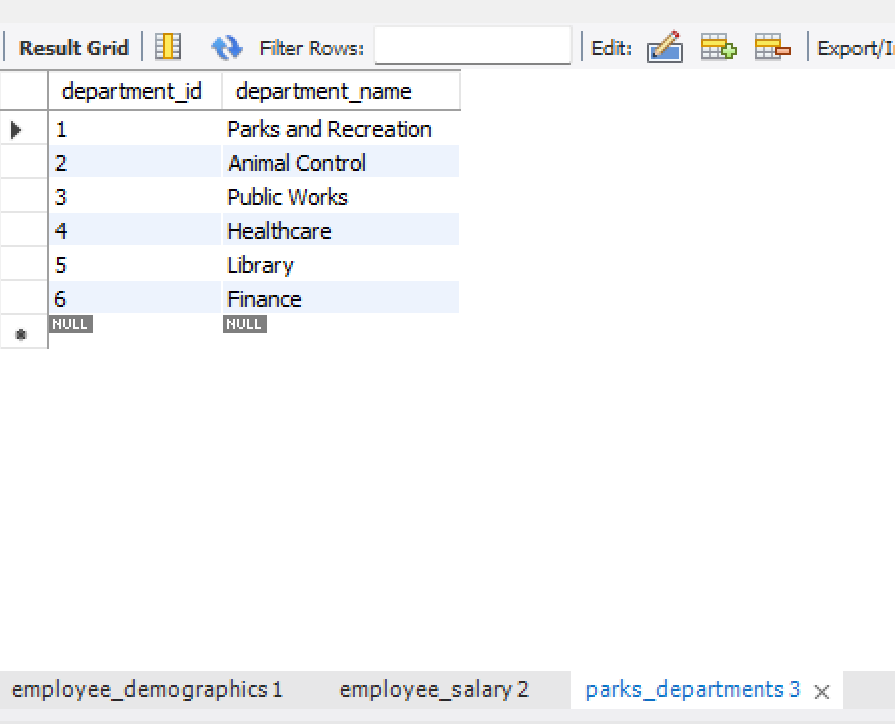 Result Grid Filter Rows: Edit: Export/I
department_id department_name
1 Parks and Recreation
2 Animal Control
3 Public Works
4 Healthcare
5 Library
6 Finance
NULL NULL
employee_demographics 1 employee_salary 2 parks_departments 3